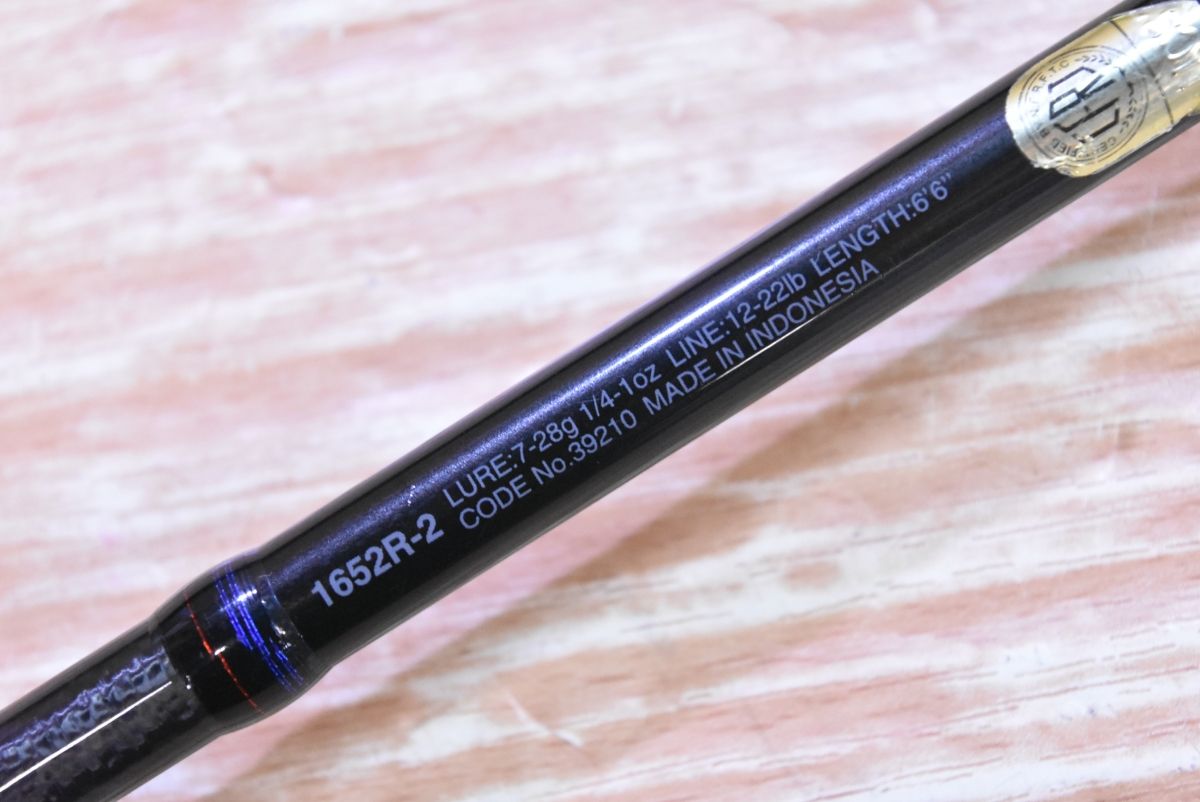 1652R-2
LURE:7-28g 1/4-1oz LINE:12-22lb LENGTH:6'6"
CODE No.39210 MADE IN INDONESIA
CERTIFIED R.F.T.C